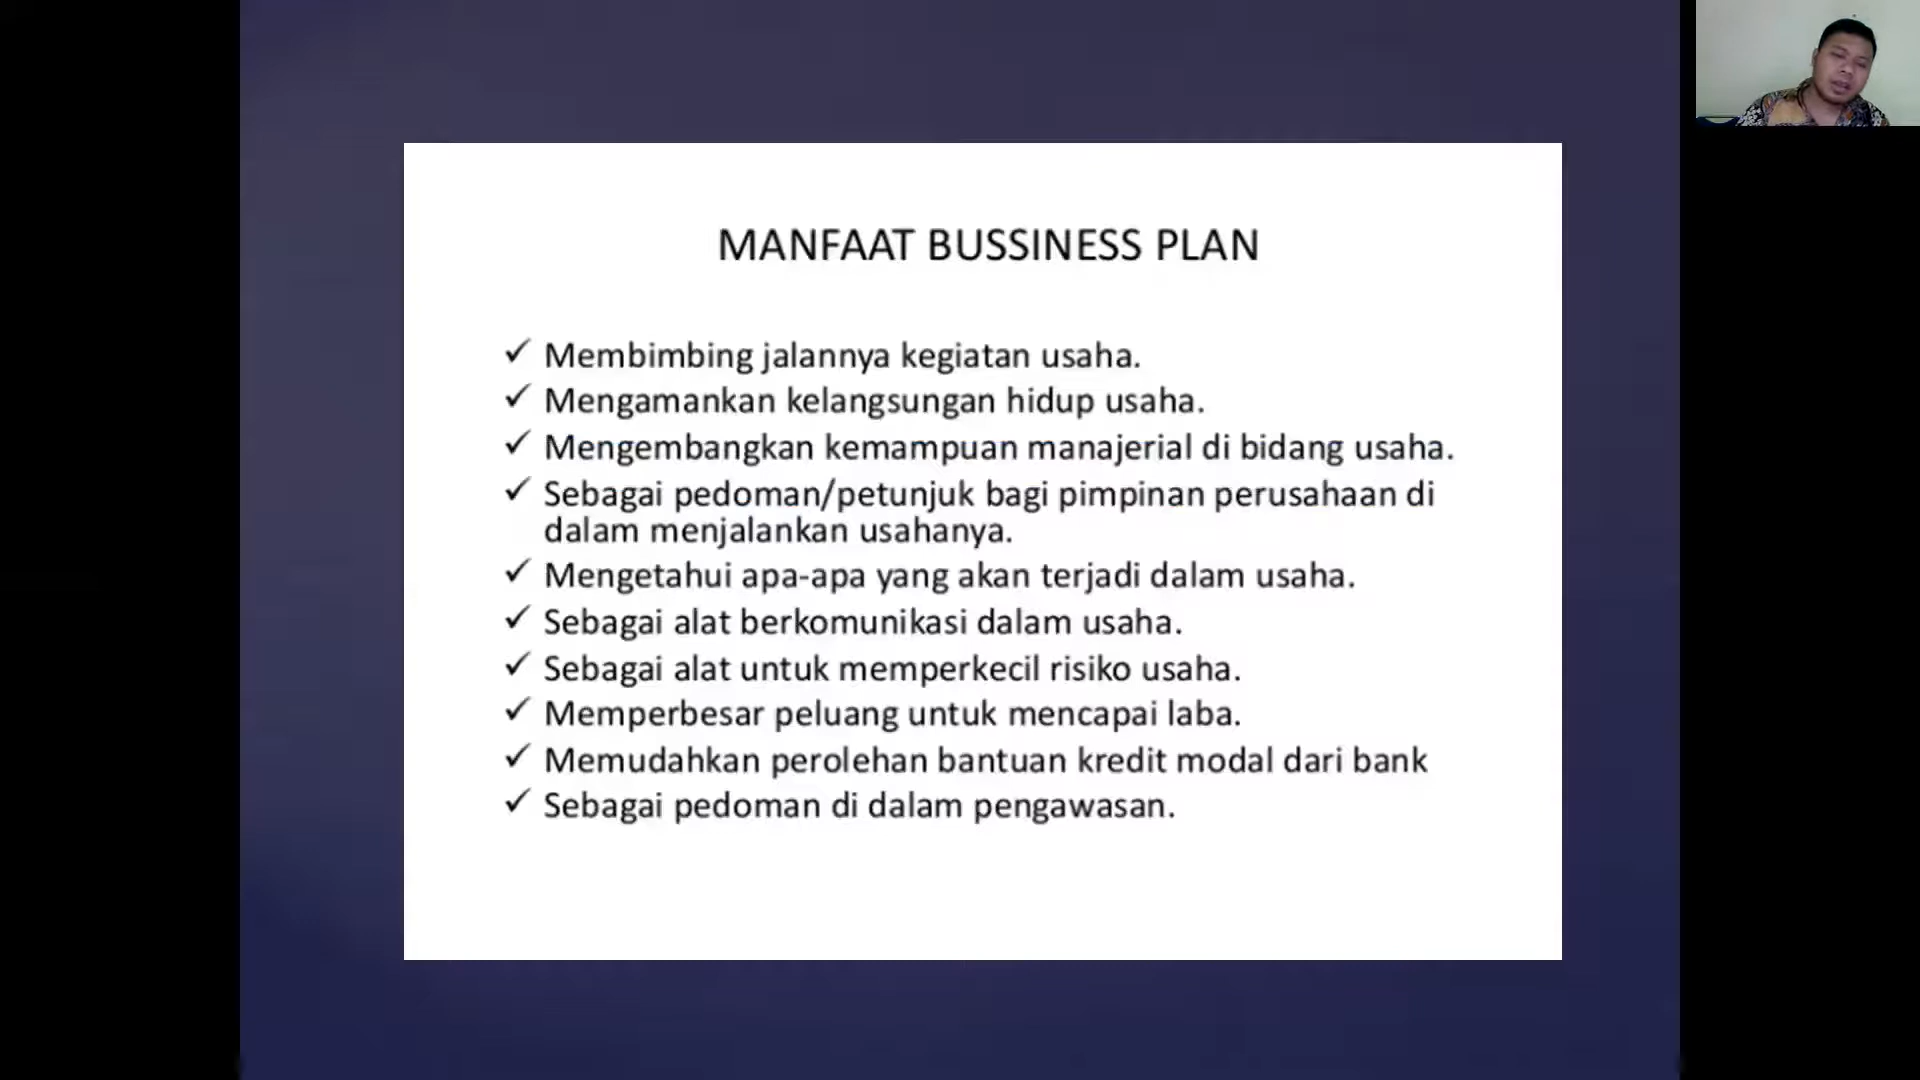 MANFAAT BUSSINESS PLAN
✓ Membimbing jalannya kegiatan usaha.
✓ Mengamankan kelangsungan hidup usaha.
✓ Mengembangkan kemampuan manajerial di bidang usaha.
✓ Sebagai pedoman/petunjuk bagi pimpinan perusahaan di
dalam menjalankan usahanya.
✓ Mengetahui apa-apa yang akan terjadi dalam usaha.
✓ Sebagai alat berkomunikasi dalam usaha.
✓ Sebagai alat untuk memperkecil risiko usaha.
✓ Memperbesar peluang untuk mencapai laba.
✓ Memudahkan perolehan bantuan kredit modal dari bank
✓ Sebagai pedoman di dalam pengawasan.